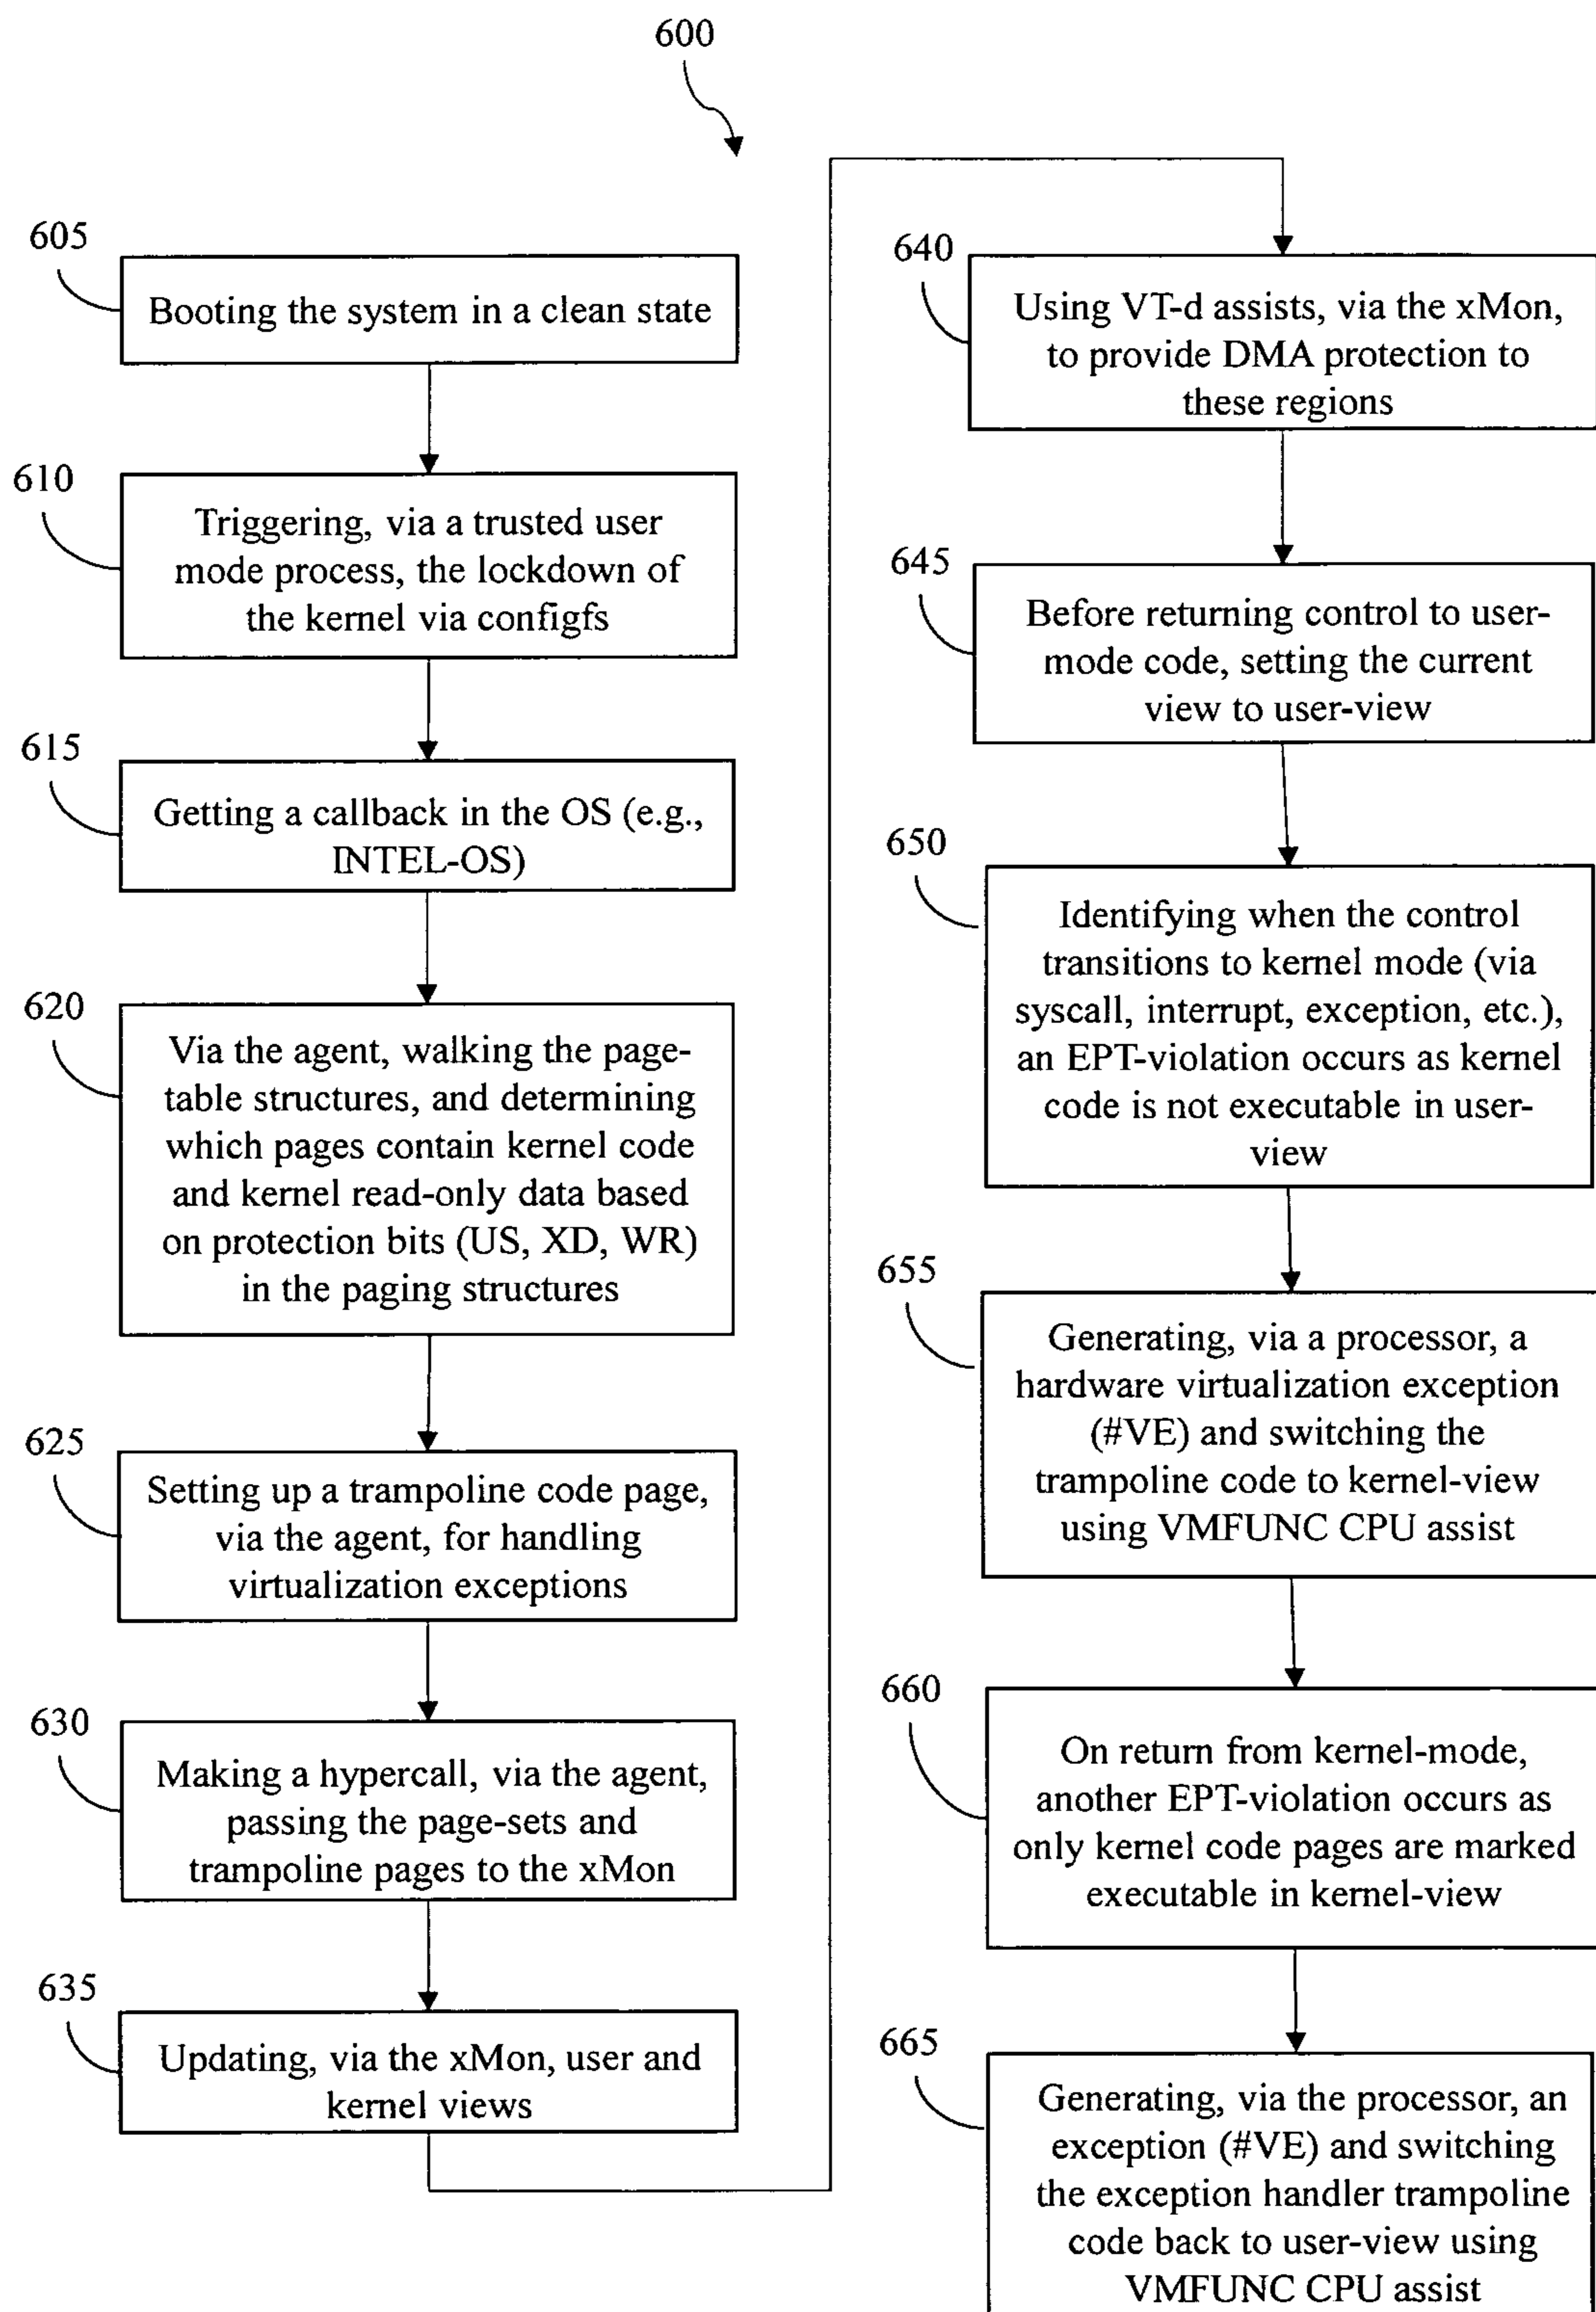 600
605
Booting the system in a clean state
610
Triggering, via a trusted user
mode process, the lockdown of
the kernel via configfs
615
Getting a callback in the OS (e.g.,
INTEL-OS)
620
Via the agent, walking the page-
table structures, and determining
which pages contain kernel code
and kernel read-only data based
on protection bits (US, XD, WR)
in the paging structures
625
Setting up a trampoline code page,
via the agent, for handling
virtualization exceptions
630
Making a hypercall, via the agent,
passing the page-sets and
trampoline pages to the xMon
635
Updating, via the xMon, user and
kernel views
640
Using VT-d assists, via the xMon,
to provide DMA protection to
these regions
645
Before returning control to user-
mode code, setting the current
view to user-view
650
Identifying when the control
transitions to kernel mode (via
syscall, interrupt, exception, etc.),
an EPT-violation occurs as kernel
code is not executable in user-
view
655
Generating, via a processor, a
hardware virtualization exception
(#VE) and switching the
trampoline code to kernel-view
using VMFUNC CPU assist
660
On return from kernel-mode,
another EPT-violation occurs as
only kernel code pages are marked
executable in kernel-view
665
Generating, via the processor, an
exception (#VE) and switching
the exception handler trampoline
code back to user-view using
VMFUNC CPU assist